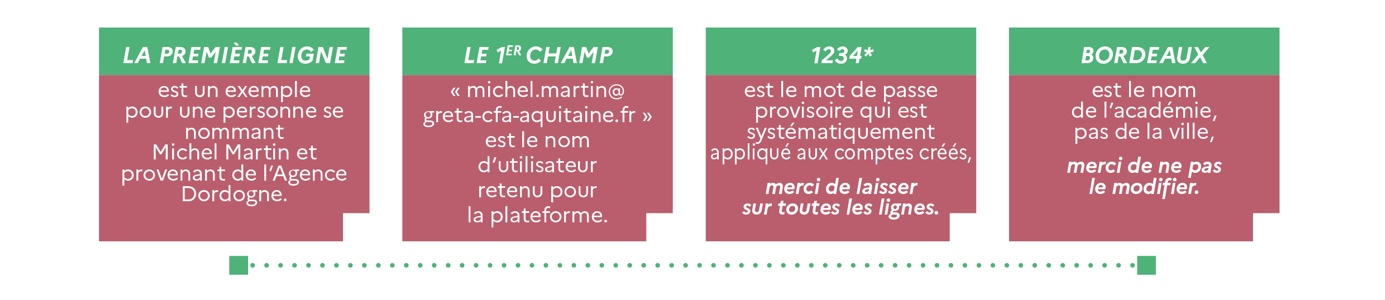 LA PREMIÈRE LIGNE
est un exemple
pour une personne se
nommant
Michel Martin et
provenant de l'Agence
Dordogne.
LE 1ER CHAMP
« michel.martin@
greta-cfa-aquitaine.fr »
est le nom
d'utilisateur
retenu pour
la plateforme.
1234*
est le mot de passe
provisoire qui est
systématiquement
appliqué aux comptes créés,
merci de laisser
sur toutes les lignes.
BORDEAUX
est le nom
de l'académie,
pas de la ville,
merci de ne pas
le modifier.